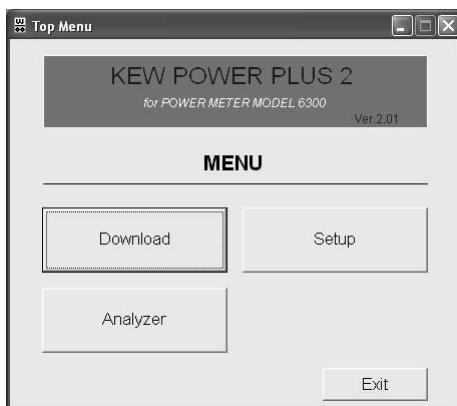 Top Menu
KEW POWER PLUS 2
for POWER METER MODEL 6300
Ver.2.01
MENU
Download
Setup
Analyzer
Exit